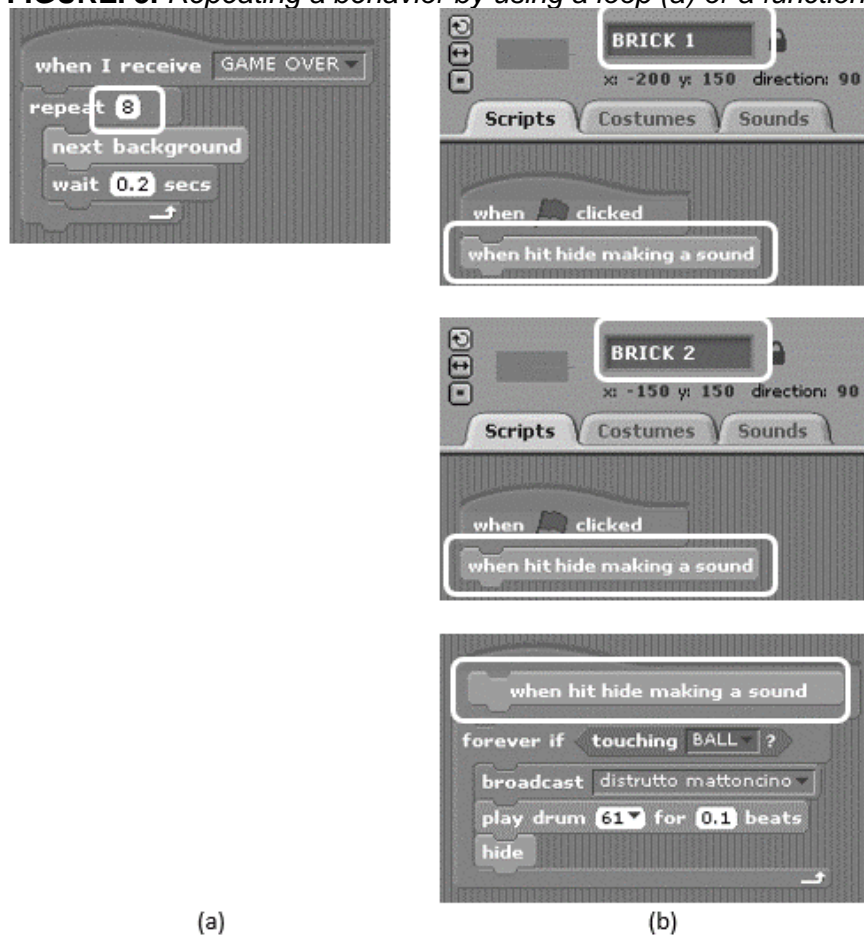 FIGURE. 3. Repeating a behavior by using a loop (a) or a function
when I receive GAME OVER
repeat 8
next background
wait 0.2 secs
BRICK 1
x: -200 y: 150 direction: 90
Scripts Costumes Sounds
when clicked
when hit hide making a sound
BRICK 2
x: -150 y: 150 direction: 90
Scripts Costumes Sounds
when clicked
when hit hide making a sound
when hit hide making a sound
forever if touching BALL ?
broadcast distrutto mattoncino
play drum 61 for 0.1 beats
hide
(a)
(b)